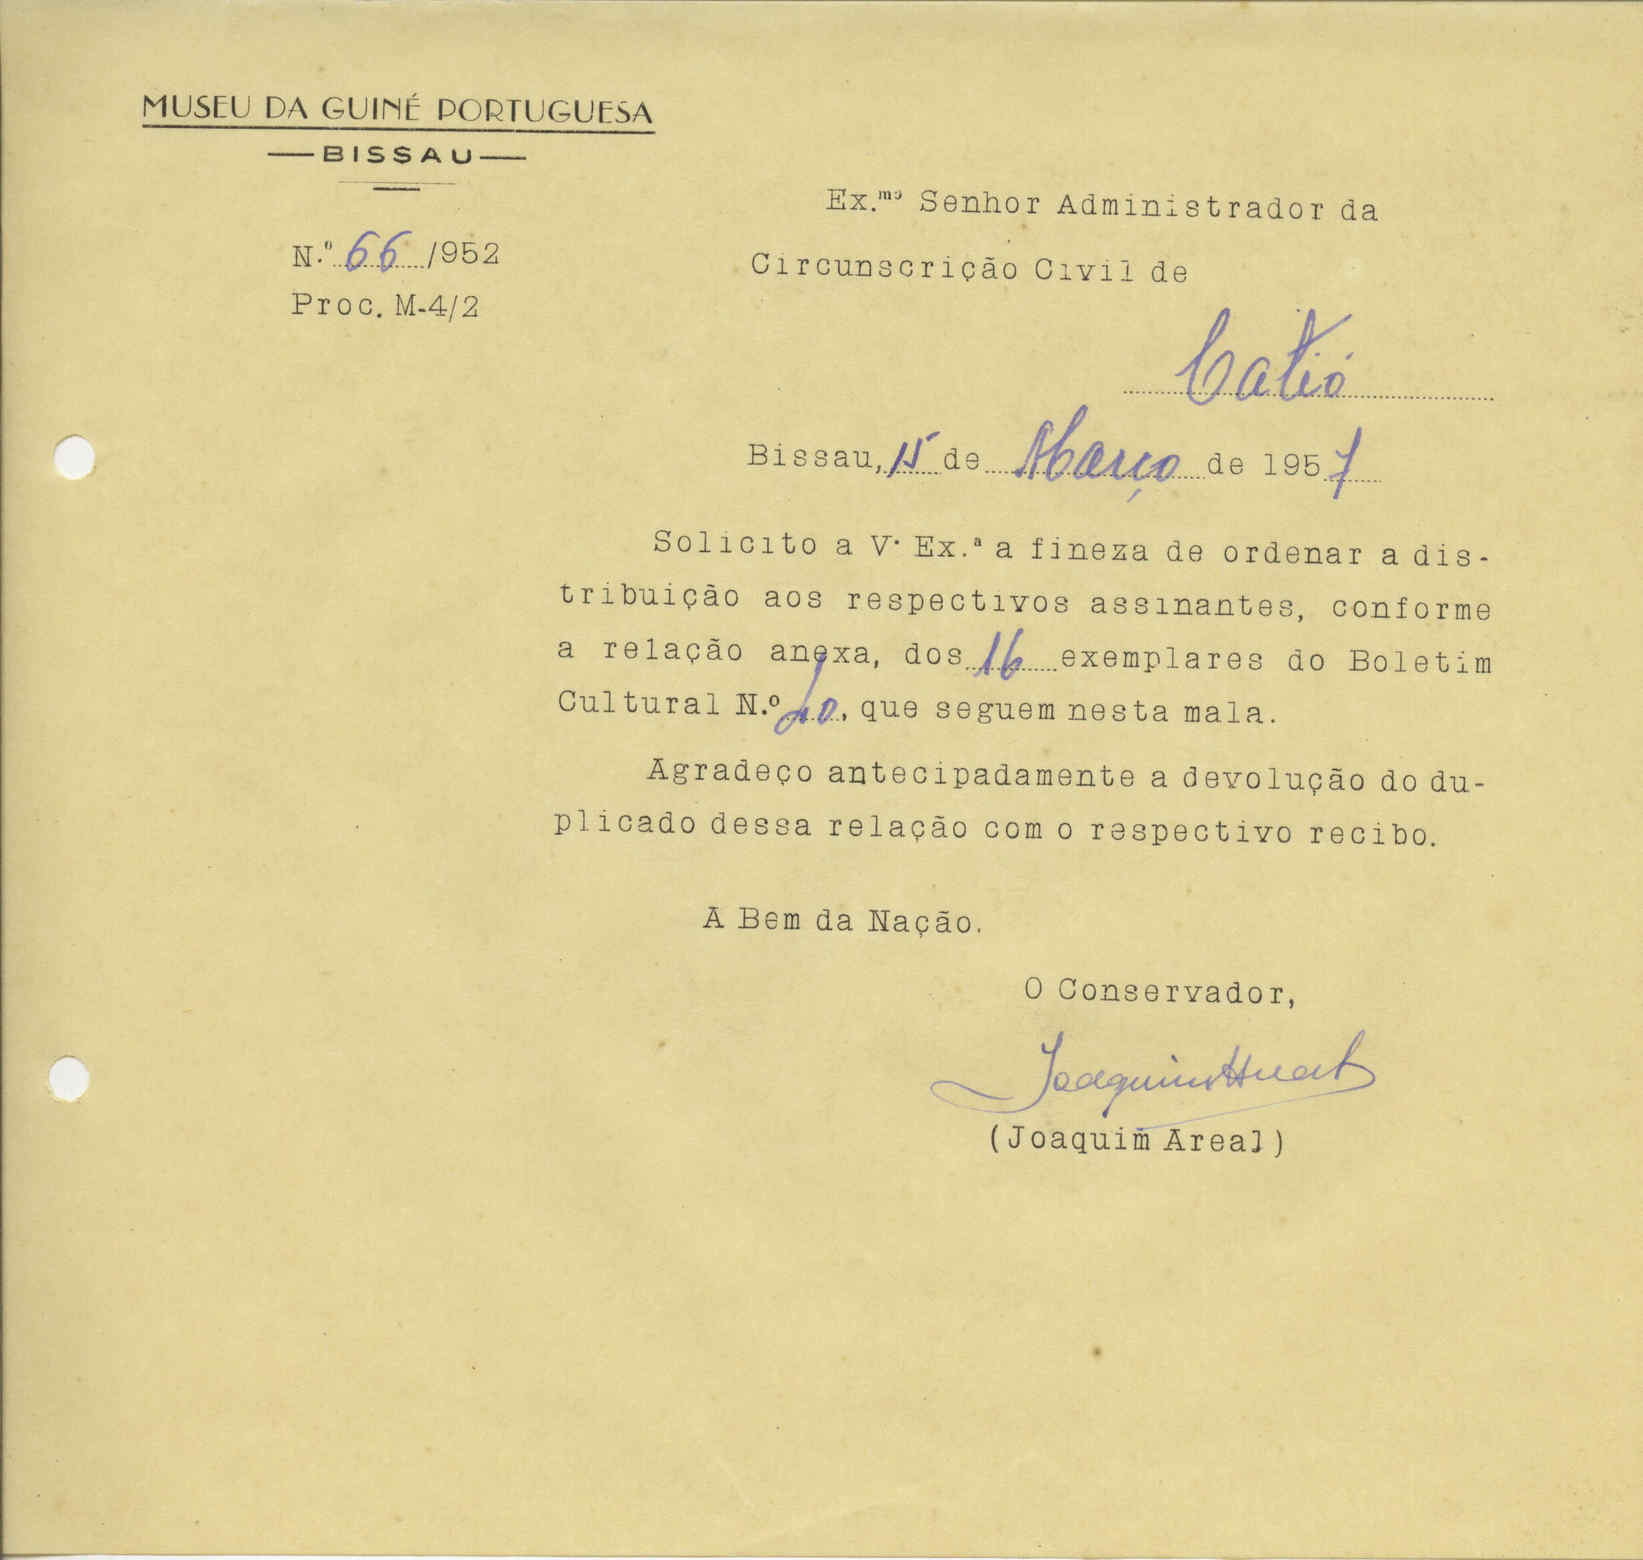 MUSEU DA GUINÉ PORTUGUESA
BISSAU
N.º 66 /952
Proc. M-4/2
Ex.mo Senhor Administrador da
Circunscrição Civil de
Catió
Bissau, 15 de Março de 1957
Solicito a V. Ex.ª a fineza de ordenar a dis-
tribuição aos respectivos assinantes, conforme
a relação anexa, dos 16 exemplares do Boletim
Cultural N.º 40, que seguem nesta mala.
Agradeço antecipadamente a devolução do du-
plicado dessa relação com o respectivo recibo.
A Bem da Nação.
O Conservador,
Joaquim Areal
(Joaquim Areal)